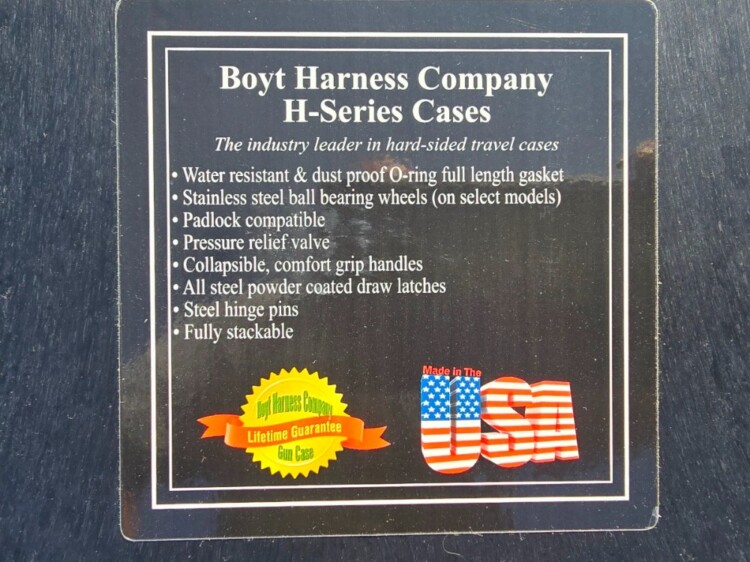 Boyt Harness Company
H-Series Cases
The industry leader in hard-sided travel cases
• Water resistant & dust proof O-ring full length gasket
• Stainless steel ball bearing wheels (on select models)
• Padlock compatible
• Pressure relief valve
• Collapsible, comfort grip handles
• All steel powder coated draw latches
• Steel hinge pins
• Fully stackable
Boyt Harness Company
Lifetime Guarantee
Gun Case
Made in The
USA